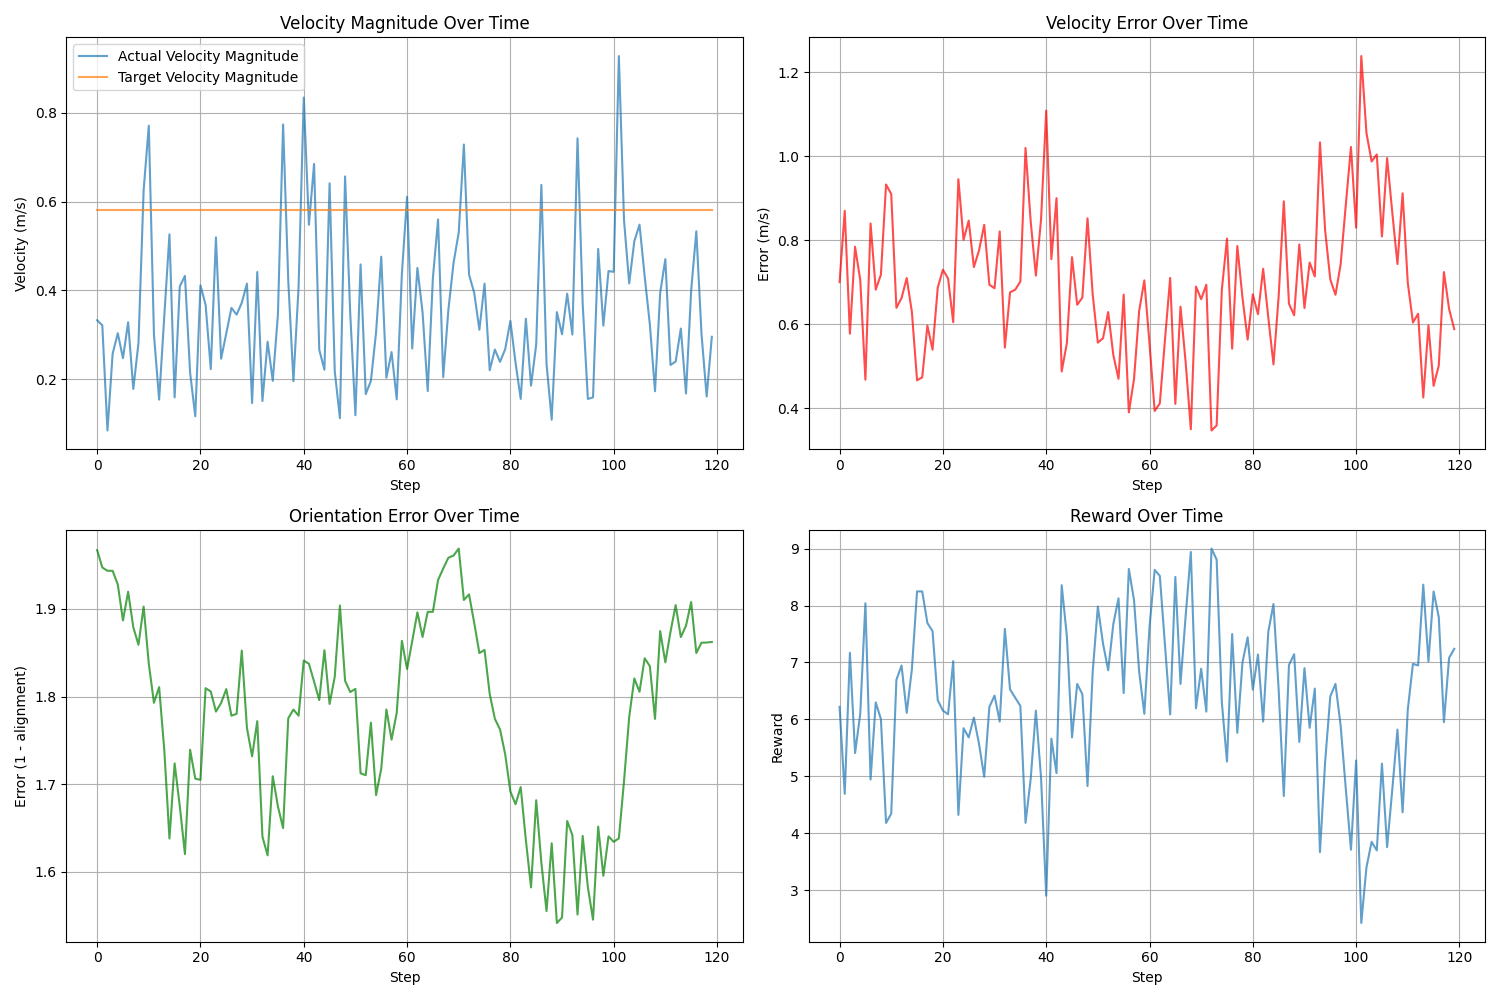 Velocity Magnitude Over Time
Actual Velocity Magnitude
Target Velocity Magnitude
Velocity (m/s)
0.8
0.6
0.4
0.2
0 20 40 60 80 100 120
Step
Velocity Error Over Time
Error (m/s)
1.2
1.0
0.8
0.6
0.4
0 20 40 60 80 100 120
Step
Orientation Error Over Time
Error (1 - alignment)
1.9
1.8
1.7
1.6
0 20 40 60 80 100 120
Step
Reward Over Time
Reward
9
8
7
6
5
4
3
0 20 40 60 80 100 120
Step